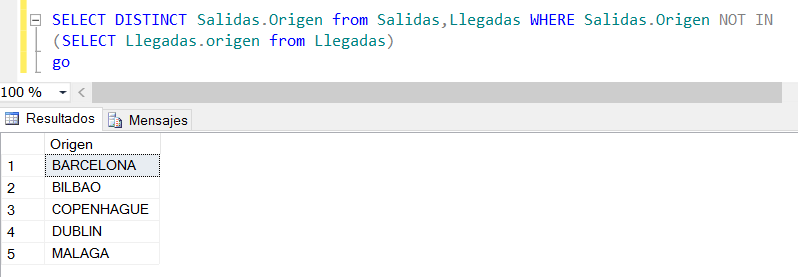 SELECT DISTINCT Salidas.Origen from Salidas,Llegadas WHERE Salidas.Origen NOT IN
(SELECT Llegadas.origen from Llegadas)
go
100 %
Resultados Mensajes
Origen
1 BARCELONA
2 BILBAO
3 COPENHAGUE
4 DUBLIN
5 MALAGA